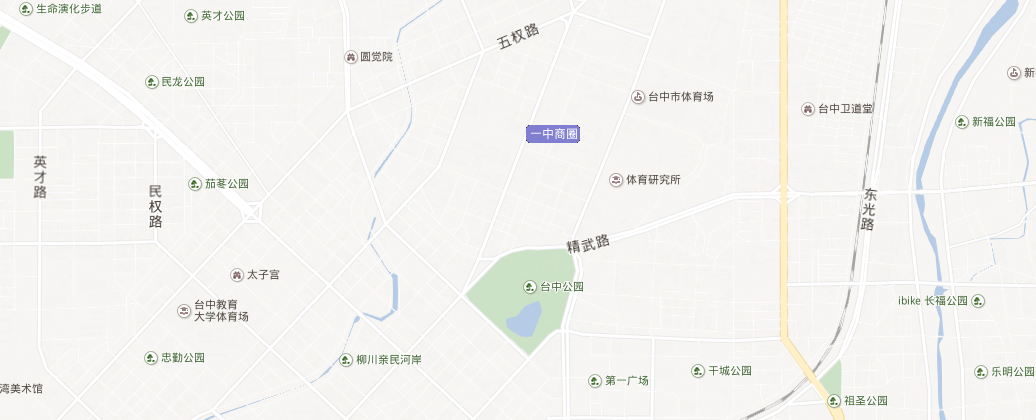 生命演化步道
英才公园
五权路
圆党院
民龙公园
台中市体育场
台中卫道堂
新
新福公园
一中商圈
英才路
茄苳公园
民权路
体育研究所
东光路
精武路
太子宫
台中公园
台中教育
大学体育场
ibike 长福公园
忠勤公园
柳川亲民河岸
第一广场
干城公园
乐明公园
湾美术馆
祖圣公园